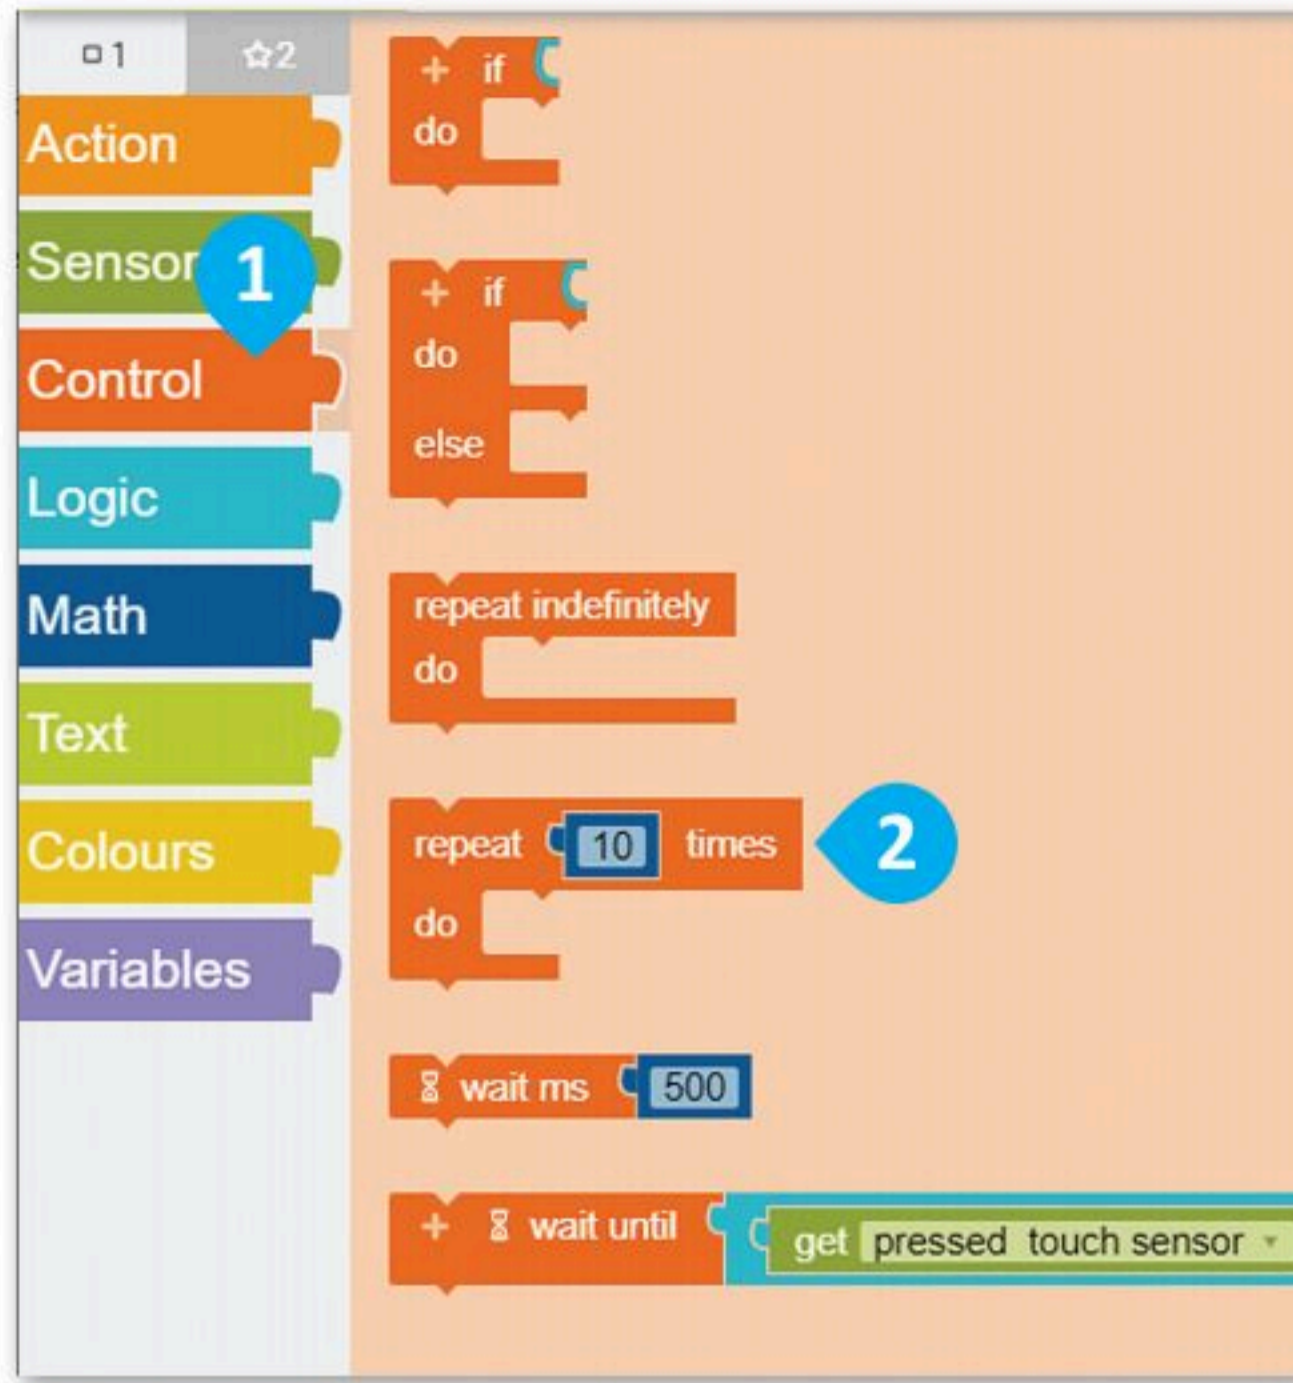 1
2
Action
Sensor
1
Control
Logic
Math
Text
Colours
Variables
+ if
do
+ if
do
else
repeat indefinitely
do
repeat 10 times
2
do
wait ms 500
+ wait until get pressed touch sensor